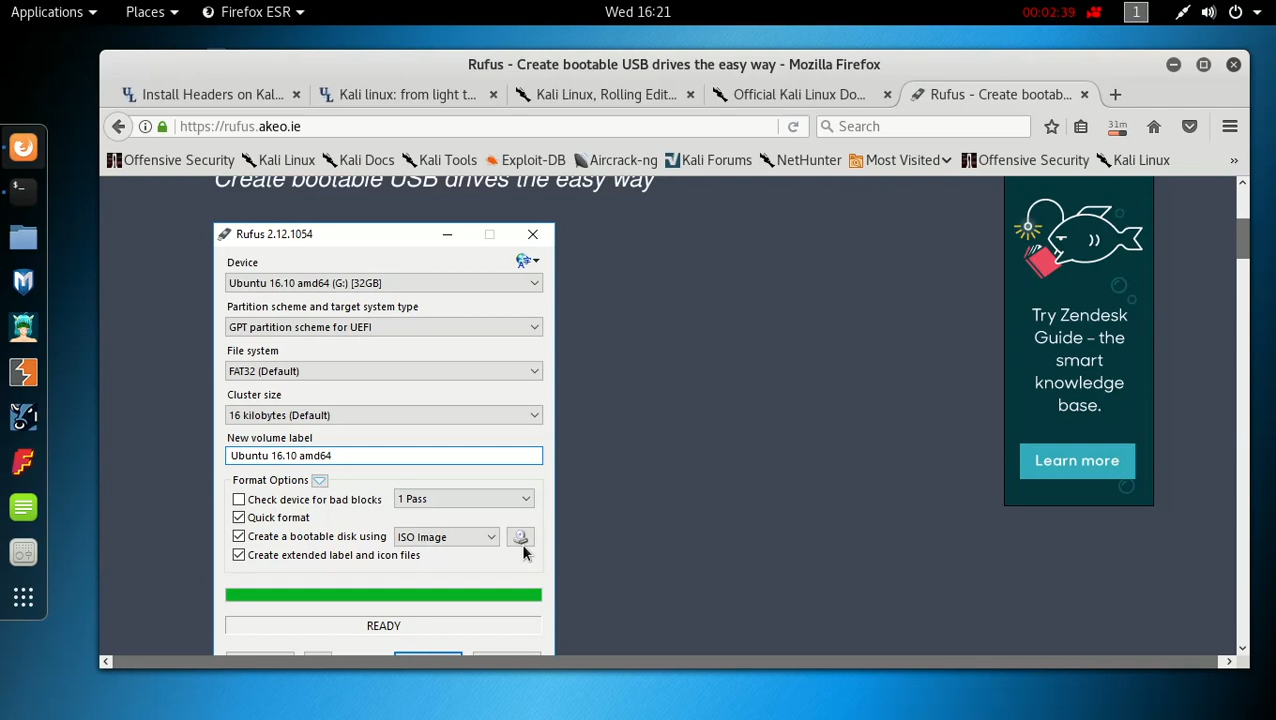 Applications Places Firefox ESR Wed 16:21 00:02:39 1
Rufus - Create bootable USB drives the easy way - Mozilla Firefox
Install Headers on Kal… Kali linux: from light t… Kali Linux, Rolling Edit… Official Kali Linux Do… Rufus - Create bootab…
https://rufus.akeo.ie Search 31m
Offensive Security Kali Linux Kali Docs Kali Tools Exploit-DB Aircrack-ng Kali Forums NetHunter Most Visited Offensive Security Kali Linux
Create bootable USB drives the easy way
Rufus 2.12.1054
Device
Ubuntu 16.10 amd64 (G:) [32GB]
Partition scheme and target system type
GPT partition scheme for UEFI
File system
FAT32 (Default)
Cluster size
16 kilobytes (Default)
New volume label
Ubuntu 16.10 amd64
Format Options
Check device for bad blocks 1 Pass
Quick format
Create a bootable disk using ISO Image
Create extended label and icon files
READY
Try Zendesk
Guide – the
smart
knowledge
base.
Learn more